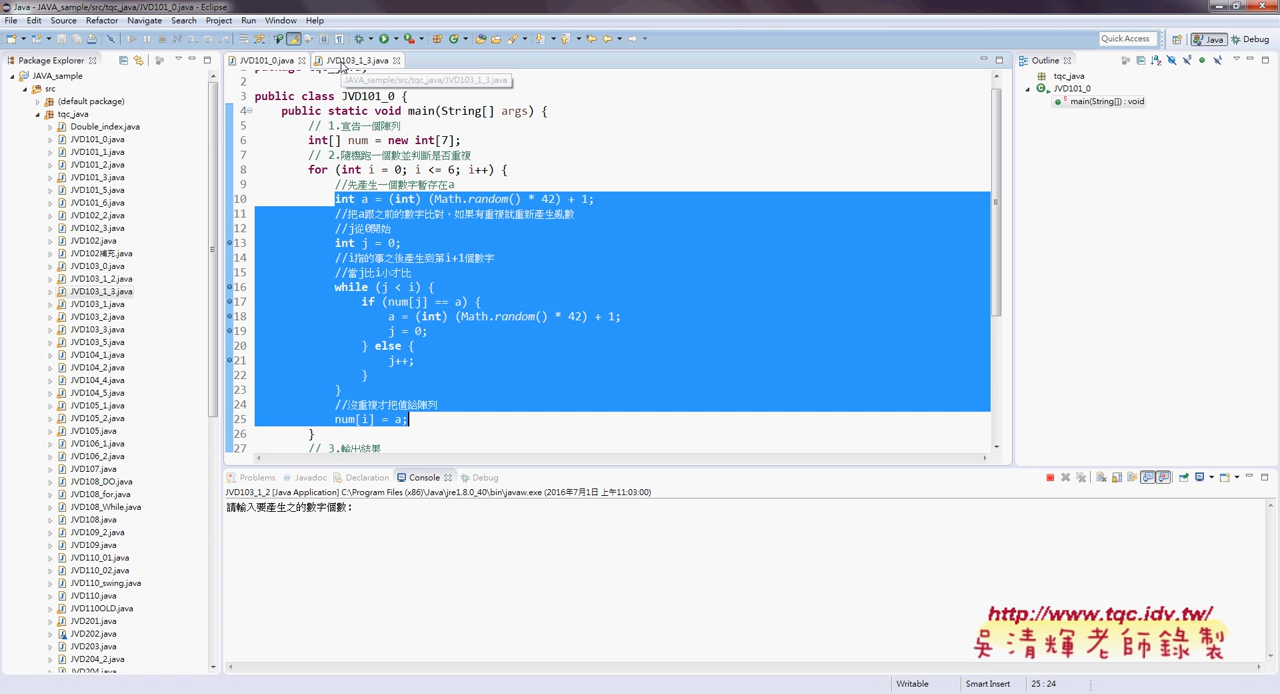 Java - JAVA_sample/src/tqc_java/JVD101_0.java - Eclipse
File Edit Source Refactor Navigate Search Project Run Window Help
Quick Access Java Debug
Package Explorer
JAVA_sample
src
(default package)
tqc_java
Double_index.java
JVD101_0.java
JVD101_1.java
JVD101_2.java
JVD101_3.java
JVD101_5.java
JVD101_6.java
JVD102_2.java
JVD102_3.java
JVD102.java
JVD102補充.java
JVD103_0.java
JVD103_1_2.java
JVD103_1_3.java
JVD103_1.java
JVD103_2.java
JVD103_3.java
JVD103_5.java
JVD104_1.java
JVD104_2.java
JVD104_4.java
JVD104_5.java
JVD105_1.java
JVD105_2.java
JVD105.java
JVD106_1.java
JVD106_2.java
JVD107.java
JVD108_DO.java
JVD108_for.java
JVD108_While.java
JVD108.java
JVD109_2.java
JVD109.java
JVD110_01.java
JVD110_02.java
JVD110_swing.java
JVD110.java
JVD110OLD.java
JVD201.java
JVD202.java
JVD203.java
JVD204_2.java
JVD204.java
JVD101_0.java JVD103_1_3.java
JAVA_sample/src/tqc_java/JVD103_1_3.java
2
3 public class JVD101_0 {
4 public static void main(String[] args) {
5 // 1.宣告一個陣列
6 int[] num = new int[7];
7 // 2.隨機跑一個數並判斷是否重複
8 for (int i = 0; i <= 6; i++) {
9 //先產生一個數字暫存在a
10 int a = (int) (Math.random() * 42) + 1;
11 //把a跟之前的數字比對，如果有重複就重新產生亂數
12 //j從0開始
13 int j = 0;
14 //i指的事之後產生到第i+1個數字
15 //當j比i小才比
16 while (j < i) {
17 if (num[j] == a) {
18 a = (int) (Math.random() * 42) + 1;
19 j = 0;
20 } else {
21 j++;
22 }
23 }
24 //沒重複才把值給陣列
25 num[i] = a;
26 }
27 // 3.輸出結果
Outline
tqc_java
JVD101_0
main(String[]) : void
Problems Javadoc Declaration Console Debug
JVD103_1_2 [Java Application] C:\Program Files (x86)\Java\jre1.8.0_40\bin\javaw.exe (2016年7月1日 上午11:03:00)
請輸入要產生之的數字個數：
http://www.tqc.idv.tw/
吳清輝老師錄製
Writable Smart Insert 25 : 24